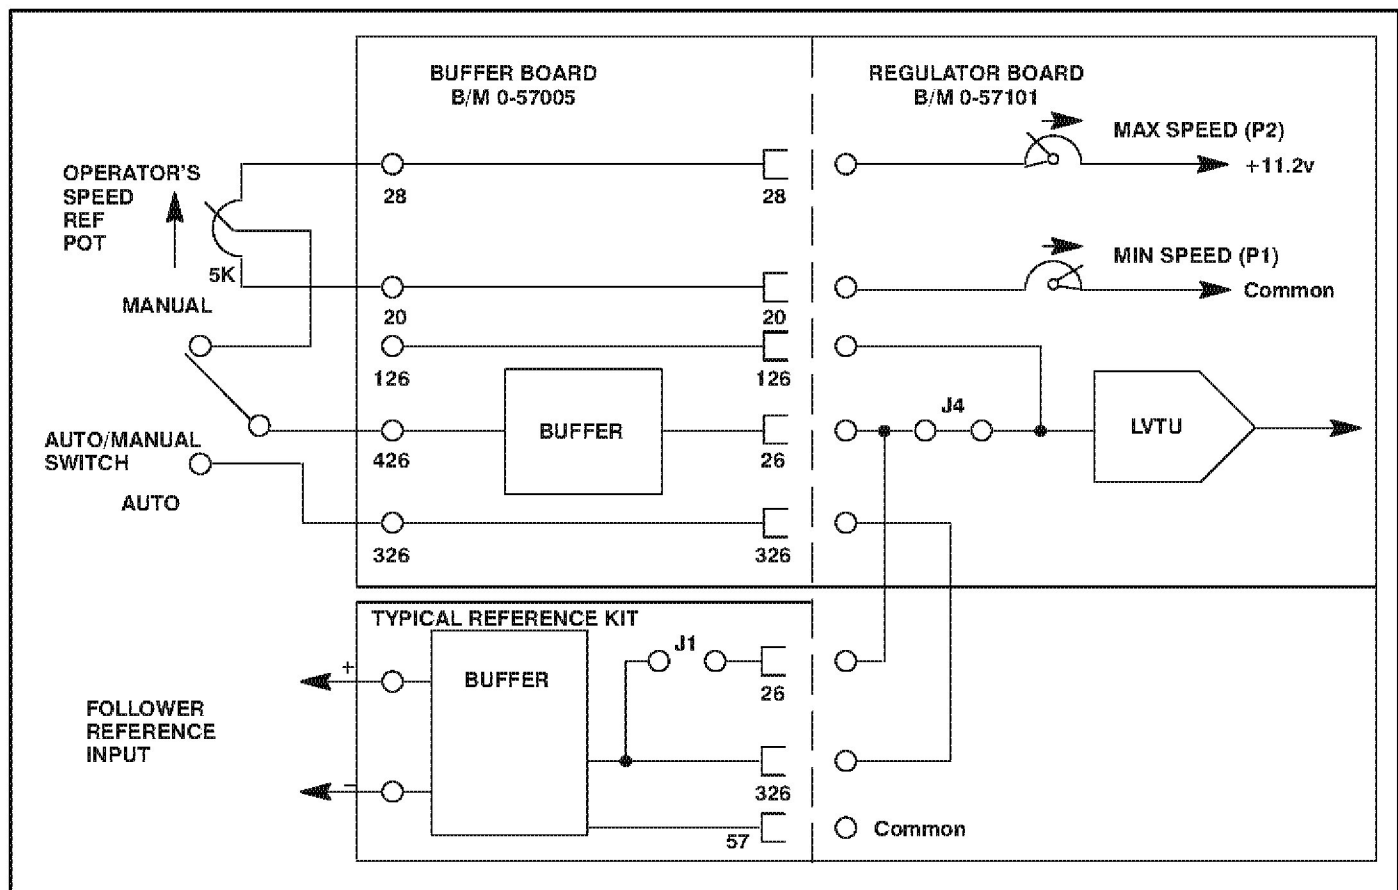 BUFFER BOARD
B/M 0-57005
REGULATOR BOARD
B/M 0-57101
MAX SPEED (P2)
+11.2v
OPERATOR'S
SPEED
REF
POT
28
28
5K
MIN SPEED (P1)
Common
MANUAL
20
20
126
126
BUFFER
J4
LVTU
AUTO/MANUAL
SWITCH
426
26
AUTO
326
326
TYPICAL REFERENCE KIT
J1
+
BUFFER
26
FOLLOWER
REFERENCE
INPUT
−
326
57
Common